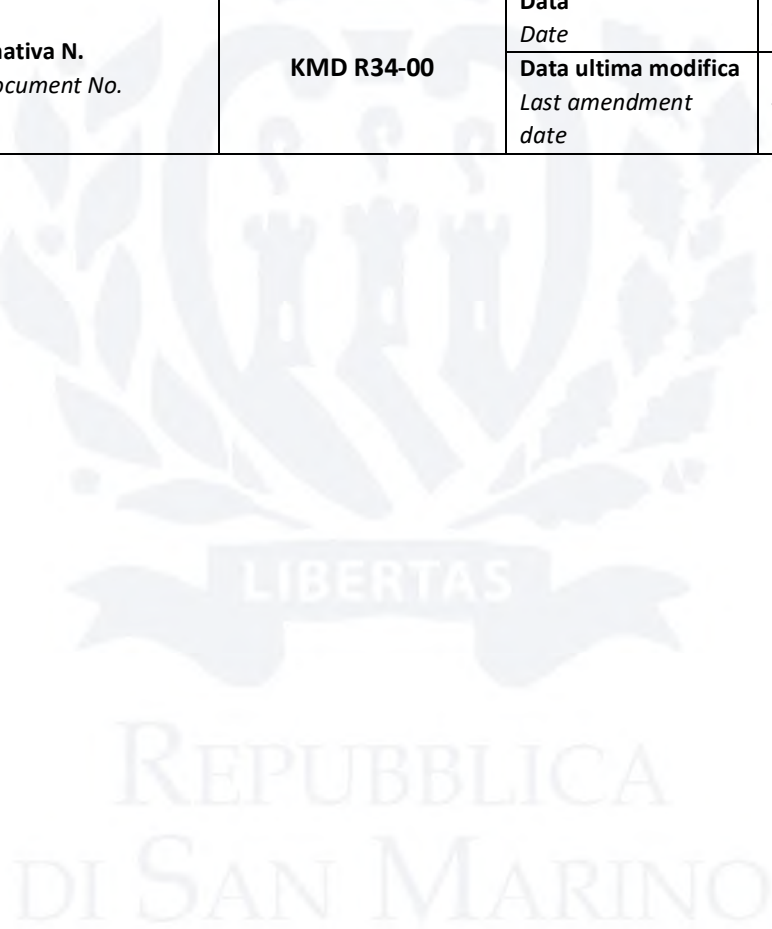 Data
Date
ativa N.
ocument No.
KMD R34-00
Data ultima modifica
Last amendment
date
LIBERTAS
REPUBBLICA
DI SAN MARINO